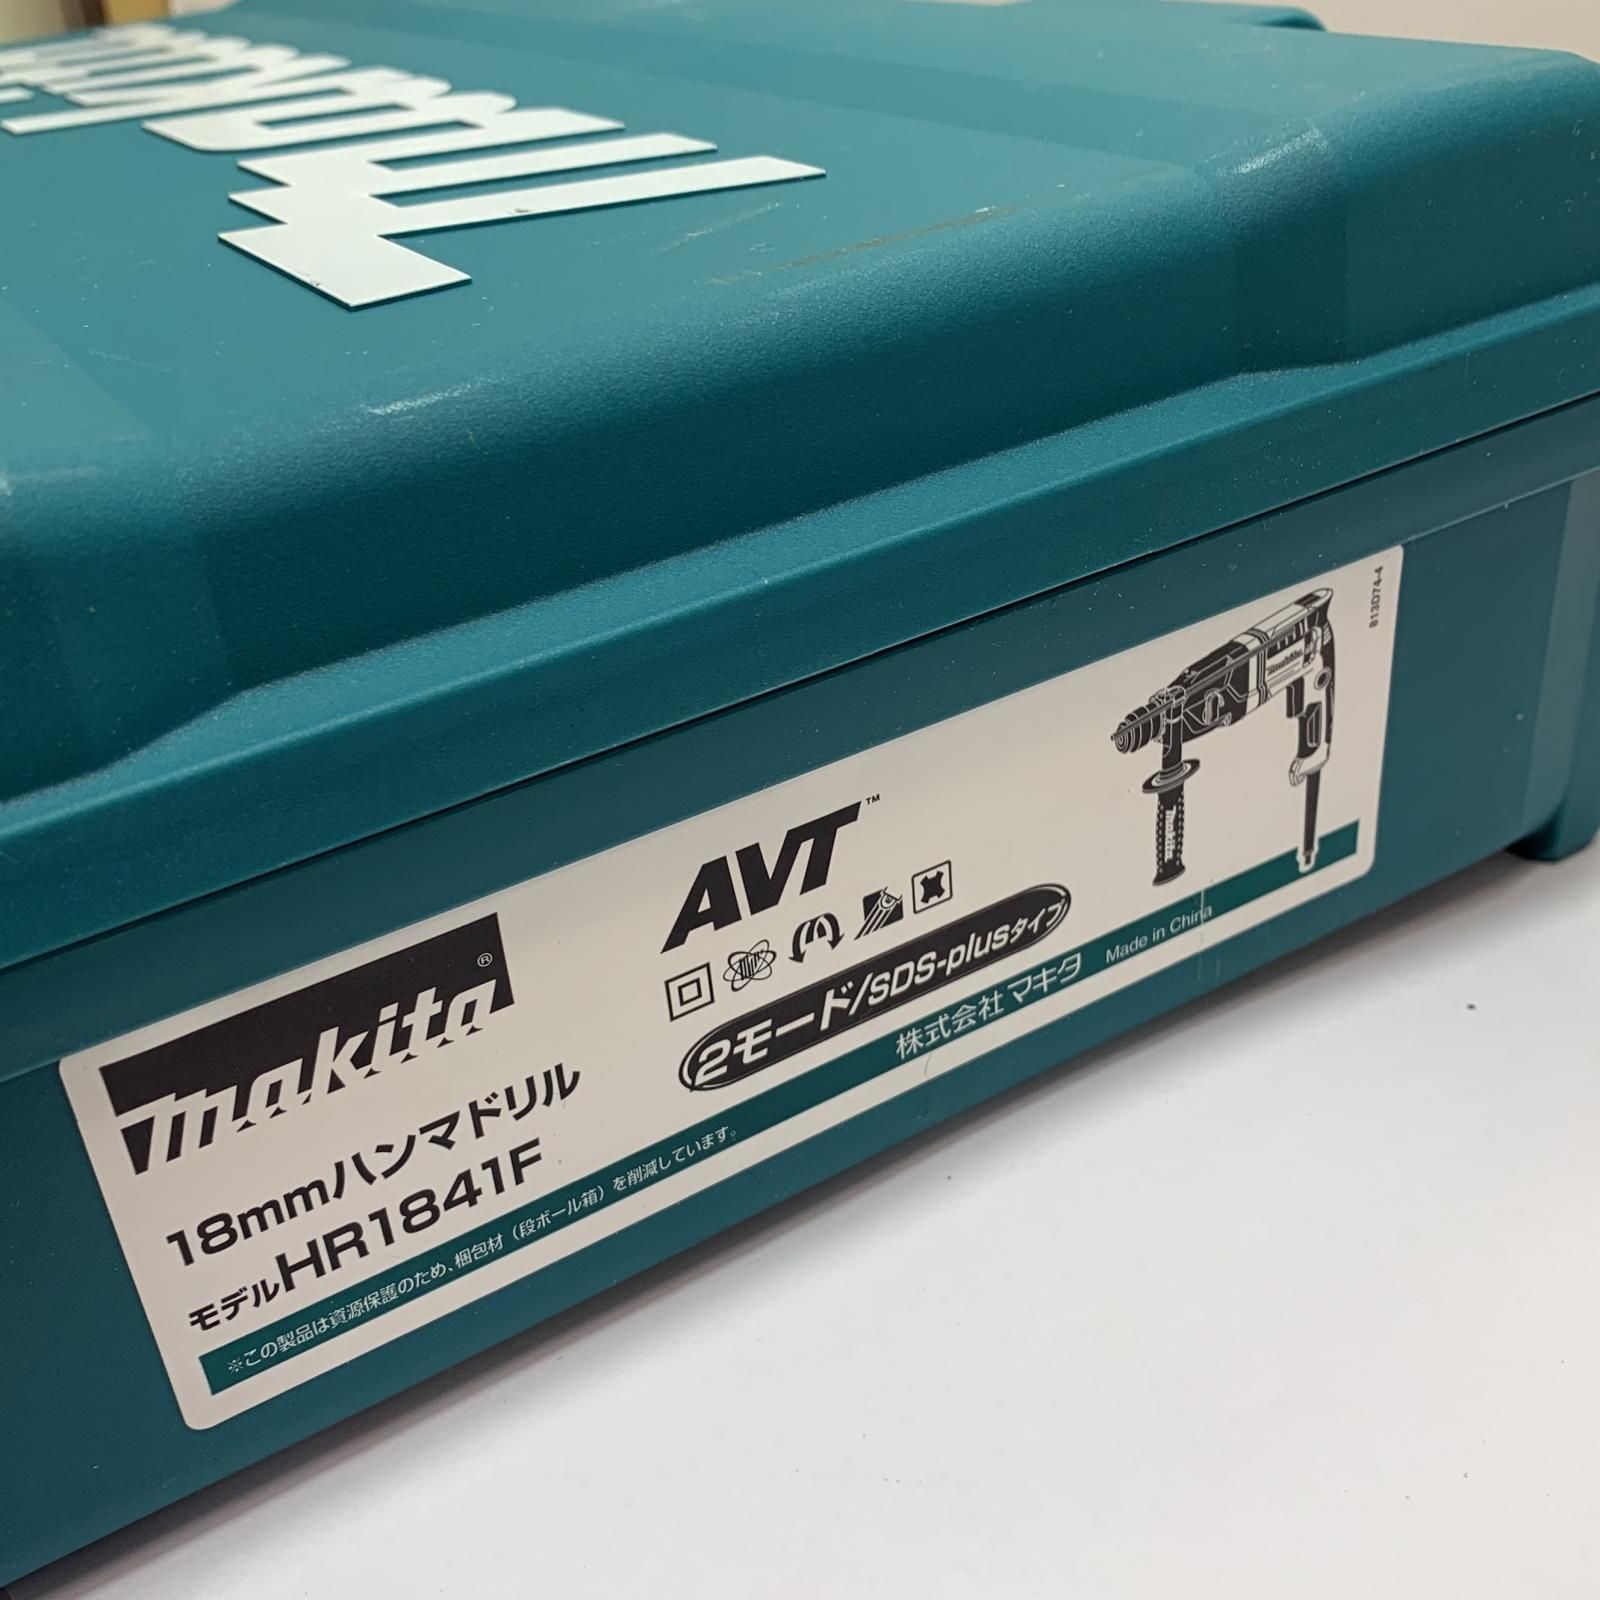 makita
makita®
18mmハンマドリル
モデルHR1841F
※この製品は資源保護のため、梱包材（段ボール箱）を削減しています。
AVT™
2モード/SDS-plusタイプ
株式会社マキタ Made in China
makita
makita
813D74-4